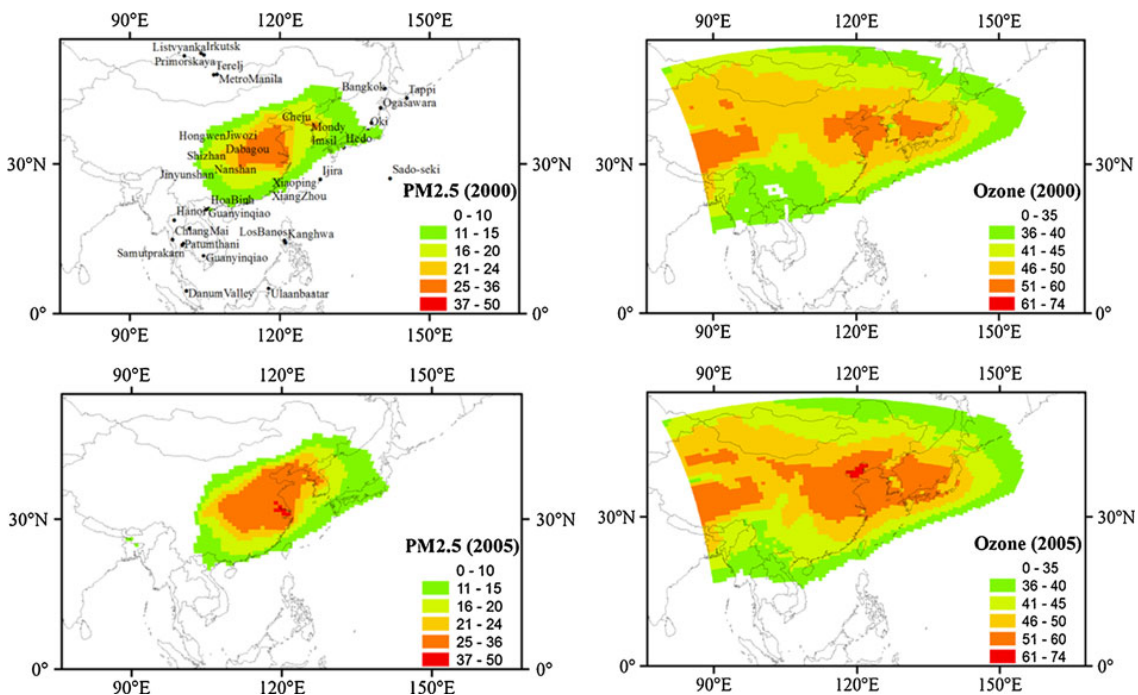 90°E 120°E 150°E
Listvyanka Irkutsk
Primorskaya Terelj
MetroManila
Bangkok Tappi
Ogasawara
Cheju Oki
HongwenJiwozi Mondy
Dabagou Imsil Hedo
30°N Shizhan 30°N
Jinyunshan Nanshan Ijira Sado-seki
Xiaoping
XiangZhou
HoaBinh
Hanoi Guanyinqiao
ChiangMai LosBanos Kanghwa
Patumthani
Samutprakarn Guanyinqiao
DanumValley Ulaanbaatar
PM2.5 (2000)
0 - 10
11 - 15
16 - 20
21 - 24
25 - 36
37 - 50
0° 0°
90°E 120°E 150°E
90°E 120°E 150°E
30°N 30°N
Ozone (2000)
0 - 35
36 - 40
41 - 45
46 - 50
51 - 60
61 - 74
0° 0°
90°E 120°E 150°E
90°E 120°E 150°E
30°N 30°N
PM2.5 (2005)
0 - 10
11 - 15
16 - 20
21 - 24
25 - 36
37 - 50
0° 0°
90°E 120°E 150°E
90°E 120°E 150°E
30°N 30°N
Ozone (2005)
0 - 35
36 - 40
41 - 45
46 - 50
51 - 60
61 - 74
0° 0°
90°E 120°E 150°E